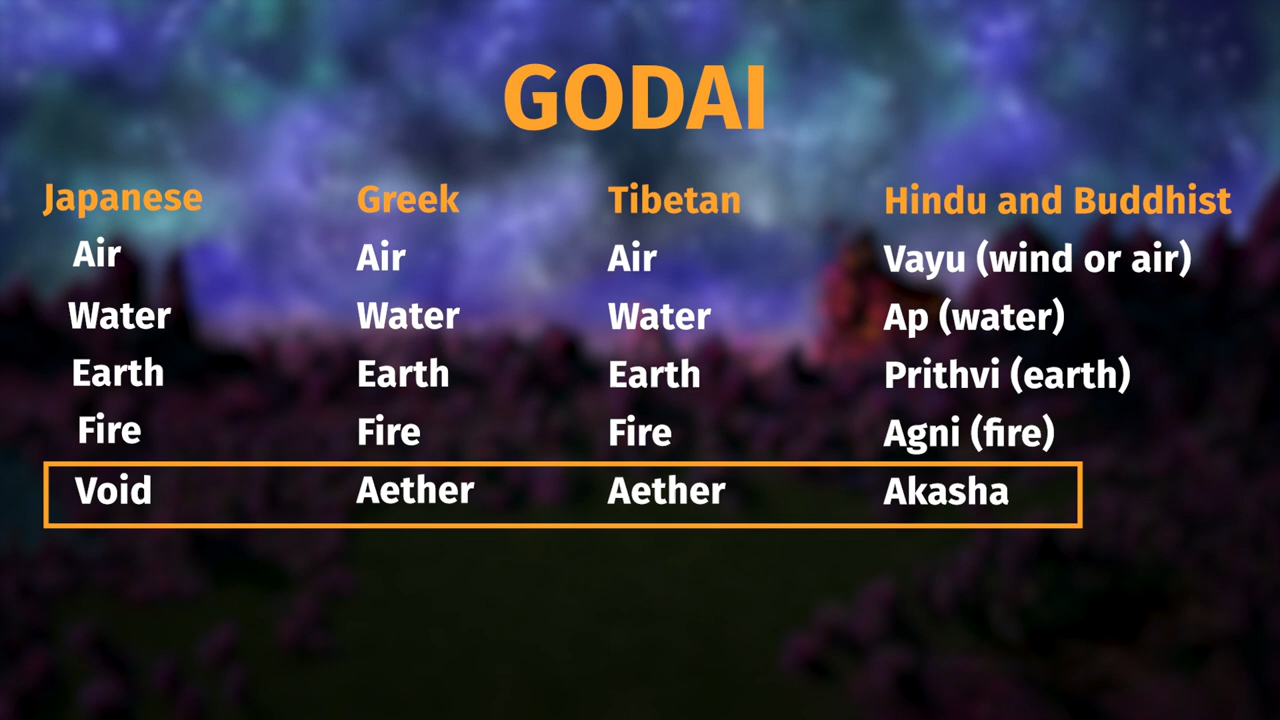 GODAI
Japanese Greek Tibetan Hindu and Buddhist
Air Air Air Vayu (wind or air)
Water Water Water Ap (water)
Earth Earth Earth Prithvi (earth)
Fire Fire Fire Agni (fire)
Void Aether Aether Akasha